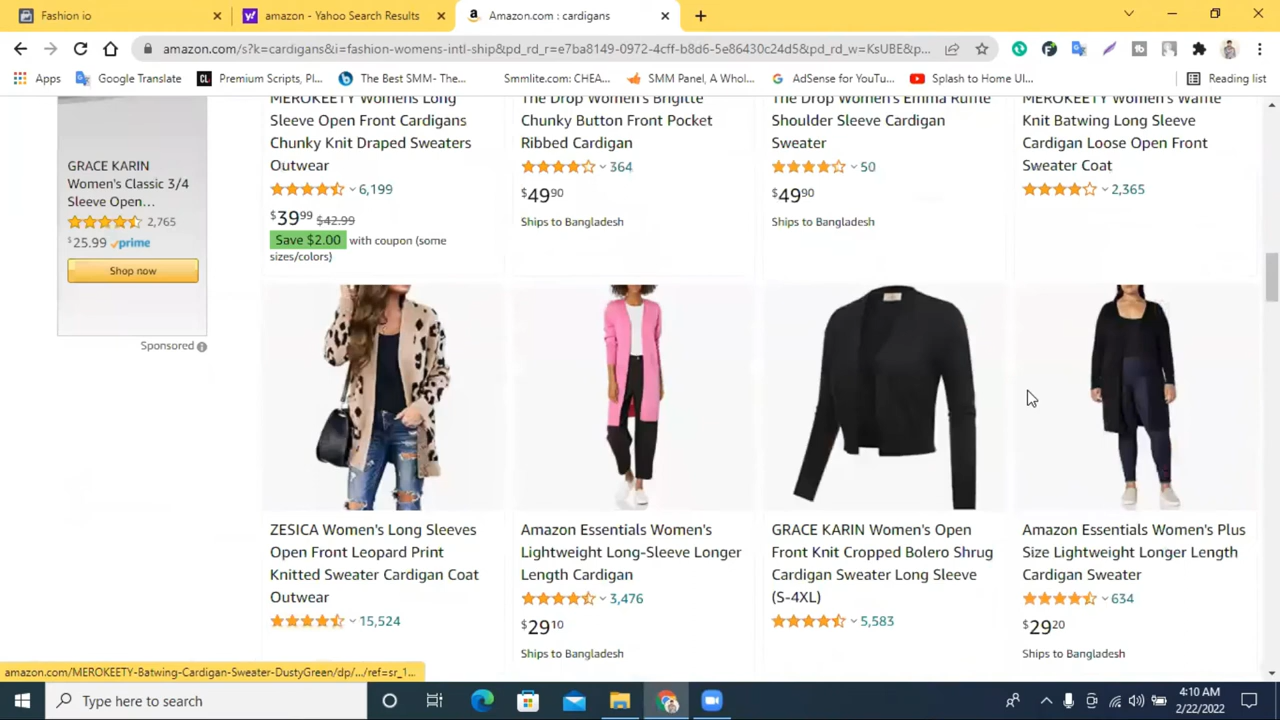 Fashion io
amazon - Yahoo Search Results
Amazon.com : cardigans
amazon.com/s?k=cardigans&i=fashion-womens-intl-ship&pd_rd_r=e7ba8149-0972-4cff-b8d6-5e86430c24d5&pd_rd_w=KsUBE&p...
Apps
Google Translate
Premium Scripts, Pl...
The Best SMM- The...
Smmlite.com: CHEA...
SMM Panel, A Whol...
AdSense for YouTu...
Splash to Home UI...
Reading list
GRACE KARIN
Women's Classic 3/4
Sleeve Open...
2,765
$25.99 prime
Shop now
Sponsored
MEROKEETY Womens Long
Sleeve Open Front Cardigans
Chunky Knit Draped Sweaters
Outwear
6,199
$39.99 $42.99
Save $2.00 with coupon (some
sizes/colors)
The Drop Women's Brigitte
Chunky Button Front Pocket
Ribbed Cardigan
364
$49.90
Ships to Bangladesh
The Drop Women's Emma Ruffle
Shoulder Sleeve Cardigan
Sweater
50
$49.90
Ships to Bangladesh
MEROKEETY Women's Waffle
Knit Batwing Long Sleeve
Cardigan Loose Open Front
Sweater Coat
2,365
ZESICA Women's Long Sleeves
Open Front Leopard Print
Knitted Sweater Cardigan Coat
Outwear
15,524
Amazon Essentials Women's
Lightweight Long-Sleeve Longer
Length Cardigan
3,476
$29.10
Ships to Bangladesh
GRACE KARIN Women's Open
Front Knit Cropped Bolero Shrug
Cardigan Sweater Long Sleeve
(S-4XL)
5,583
Amazon Essentials Women's Plus
Size Lightweight Longer Length
Cardigan Sweater
634
$29.20
Ships to Bangladesh
amazon.com/MEROKEETY-Batwing-Cardigan-Sweater-DustyGreen/dp/.../ref=sr_1...
Type here to search
4:10 AM
2/22/2022